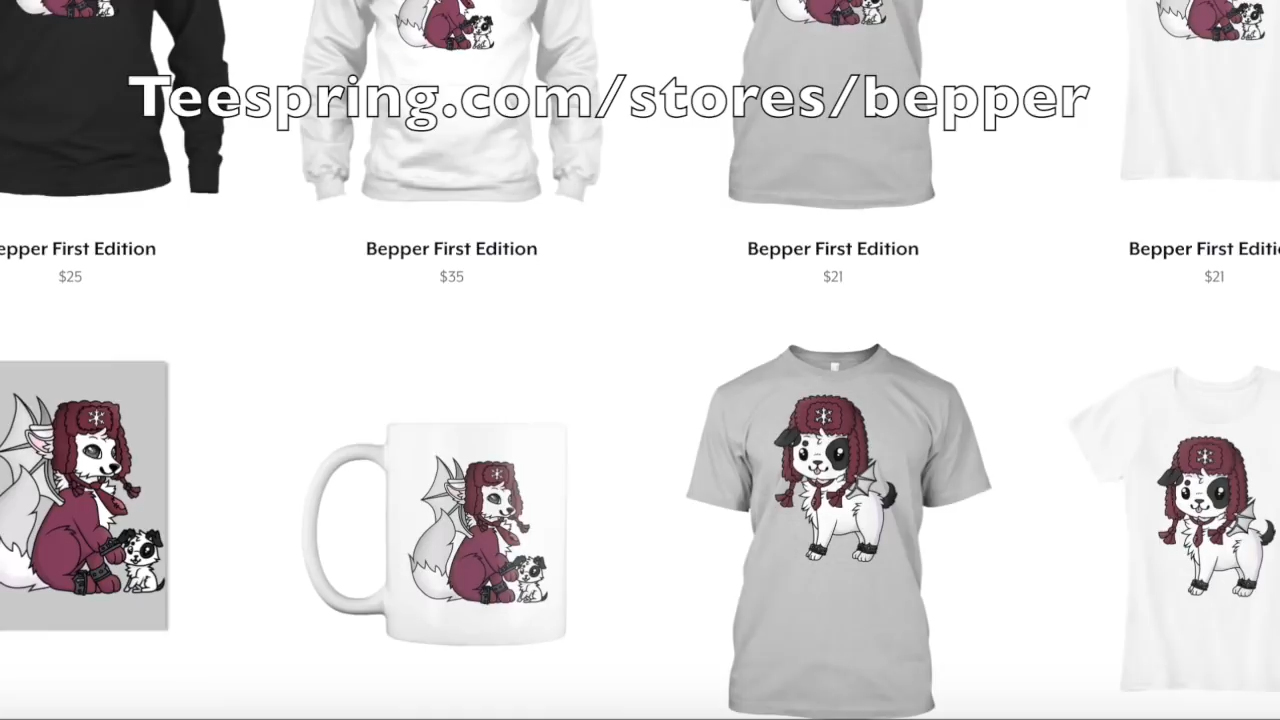 Teespring.com/stores/bepper
epper First Edition
Bepper First Edition
Bepper First Edition
Bepper First Editi
$25
$35
$21
$21